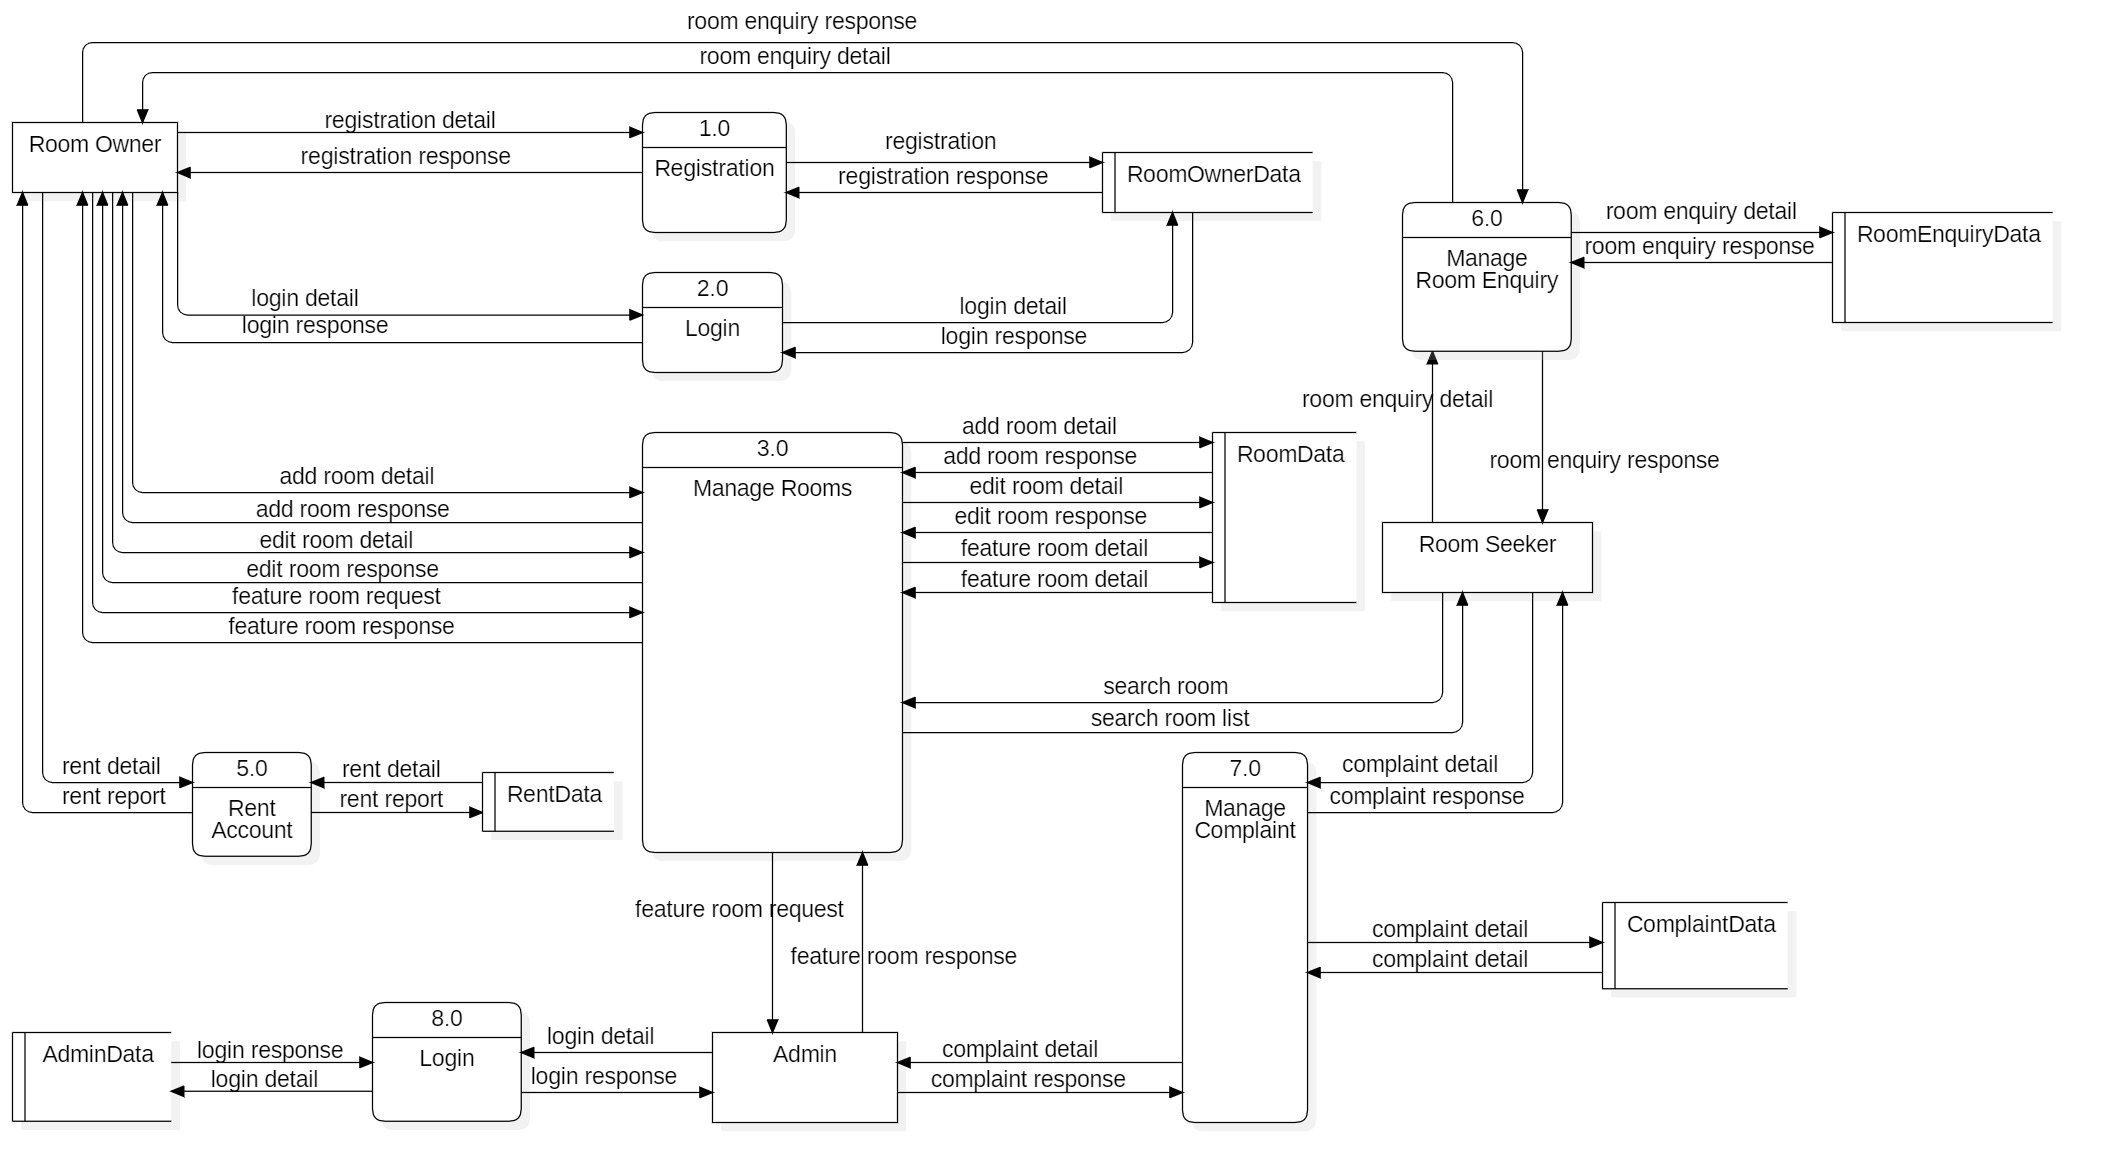 room enquiry response
room enquiry detail
Room Owner
registration detail
registration response
1.0
Registration
registration
registration response
RoomOwnerData
6.0
Manage
Room Enquiry
room enquiry detail
room enquiry response
RoomEnquiryData
login detail
login response
2.0
Login
login detail
login response
room enquiry detail
room enquiry response
add room detail
add room response
edit room detail
edit room response
feature room request
feature room response
3.0
Manage Rooms
add room detail
add room response
edit room detail
edit room response
feature room detail
feature room detail
RoomData
Room Seeker
search room
search room list
rent detail
rent report
5.0
Rent
Account
rent detail
rent report
RentData
7.0
Manage
Complaint
complaint detail
complaint response
feature room request
feature room response
complaint detail
complaint detail
ComplaintData
AdminData
login response
login detail
8.0
Login
login detail
login response
Admin
complaint detail
complaint response